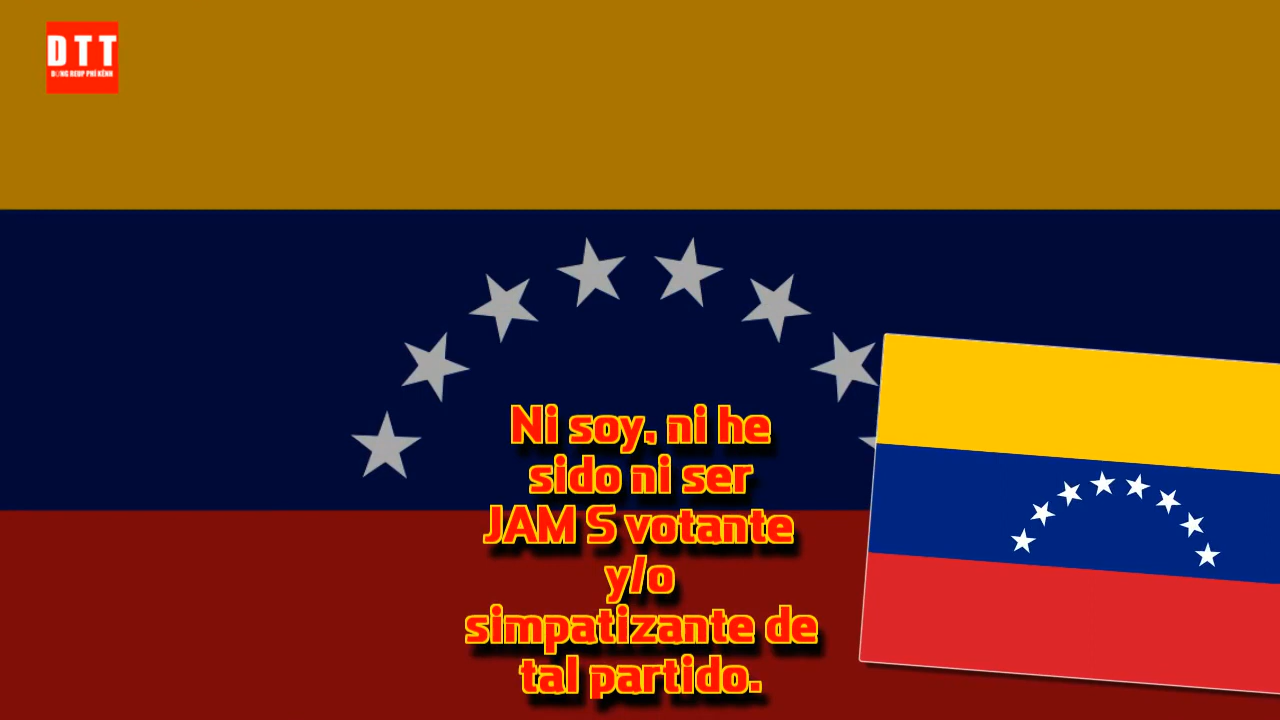 DTT
Ni soy, ni he
sido ni ser
JAM S votante
y/o
simpatizante de
tal partido.